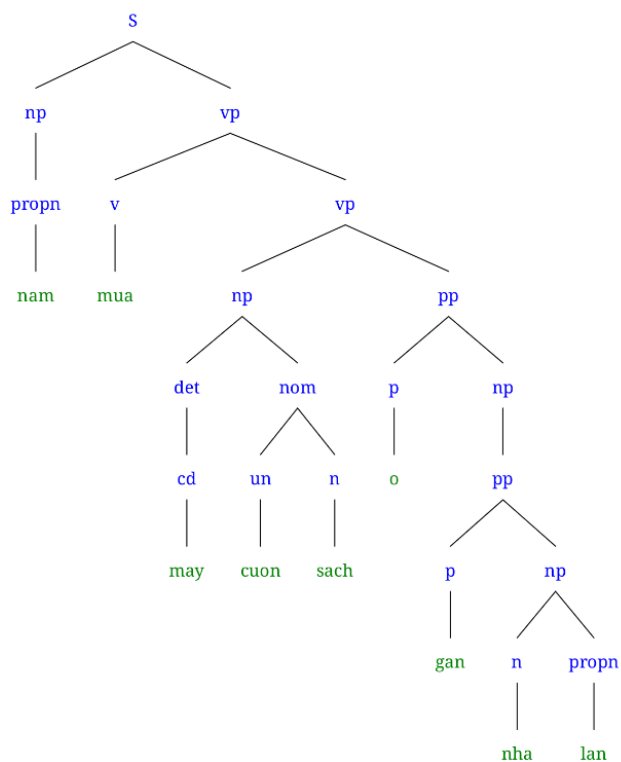 S
np vp
propn v vp
nam mua np pp
det nom p np
cd un n o pp
may cuon sach p np
gan n propn
nha lan